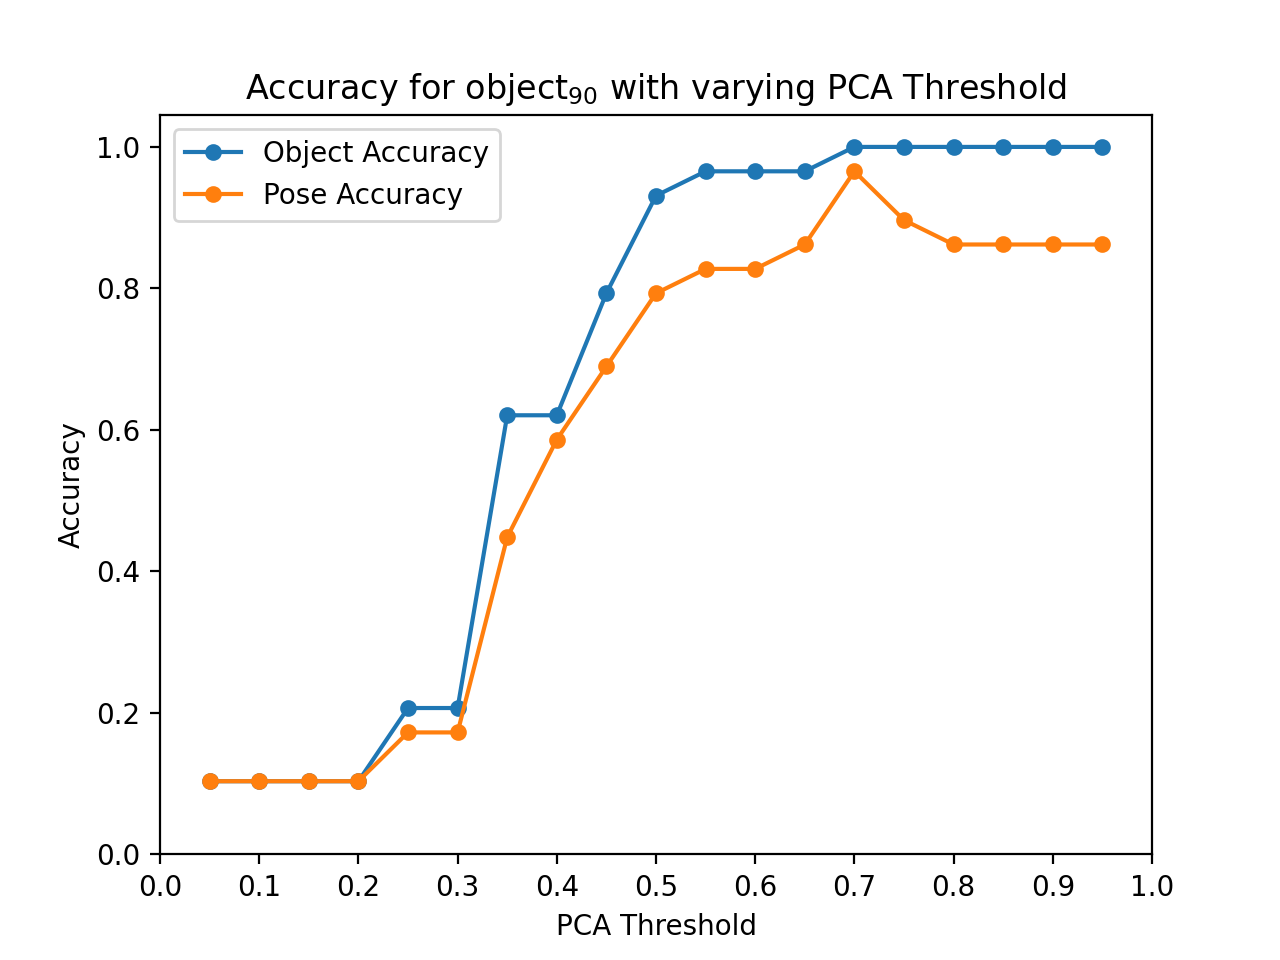 Accuracy for object₉₀ with varying PCA Threshold
Object Accuracy
Pose Accuracy
Accuracy
1.0
0.8
0.6
0.4
0.2
0.0
0.0 0.1 0.2 0.3 0.4 0.5 0.6 0.7 0.8 0.9 1.0
PCA Threshold